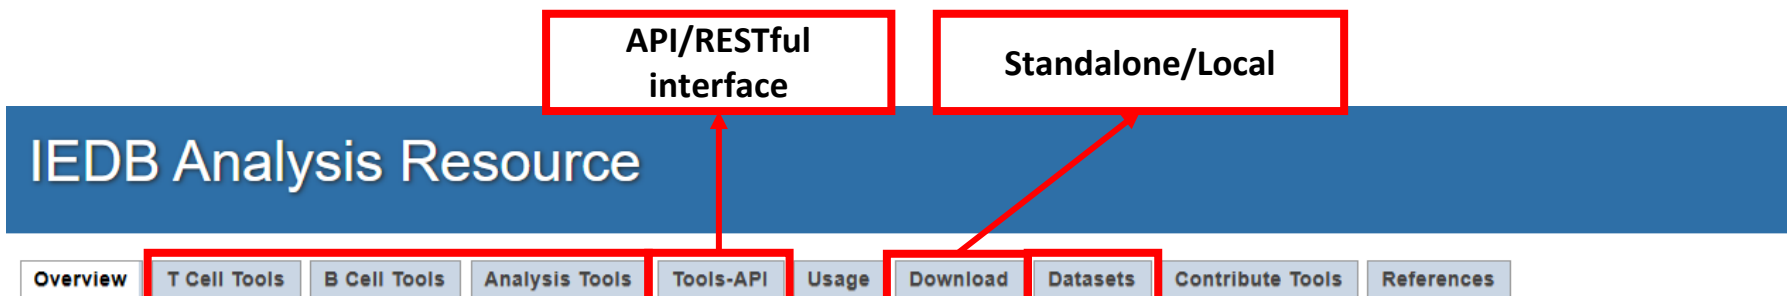 API/RESTful
interface
Standalone/Local
IEDB Analysis Resource
Overview T Cell Tools B Cell Tools Analysis Tools Tools-API Usage Download Datasets Contribute Tools References